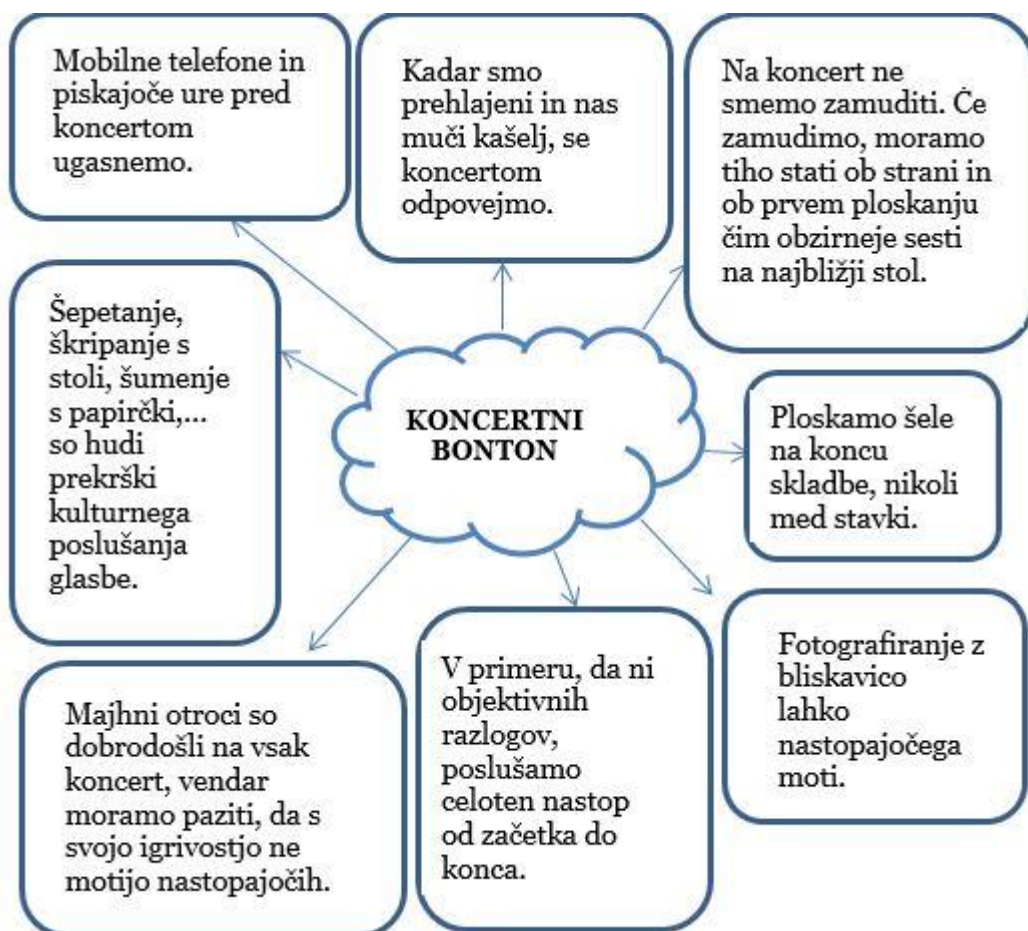 Mobilne telefone in
piskajoče ure pred
koncertom
ugasnemo.
Kadar smo
prehlajeni in nas
muči kašelj, se
koncertom
odpovejmo.
Na koncert ne
smemo zamuditi. Če
zamudimo, moramo
tiho stati ob strani in
ob prvem ploskanju
čim obzirneje sesti
na najbližji stol.
Šepetanje,
škripanje s
stoli, šumenje
s papirčki,...
so hudi
prekrški
kulturnega
poslušanja
glasbe.
KONCERTNI
BONTON
Ploskamo šele
na koncu
skladbe, nikoli
med stavki.
Majhni otroci so
dobrodošli na vsak
koncert, vendar
moramo paziti, da s
svojo igrivostjo ne
motijo nastopajočih.
V primeru, da ni
objektivnih
razlogov,
poslušamo
celoten nastop
od začetka do
konca.
Fotografiranje z
bliskavico
lahko
nastopajočega
moti.